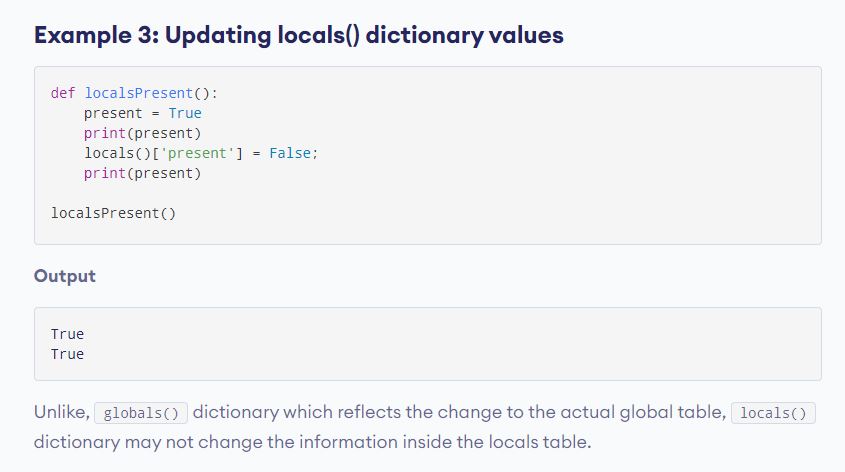 Example 3: Updating locals() dictionary values
def localsPresent():
    present = True
    print(present)
    locals()['present'] = False;
    print(present)
localsPresent()
Output
True
True
Unlike, globals() dictionary which reflects the change to the actual global table, locals()
dictionary may not change the information inside the locals table.